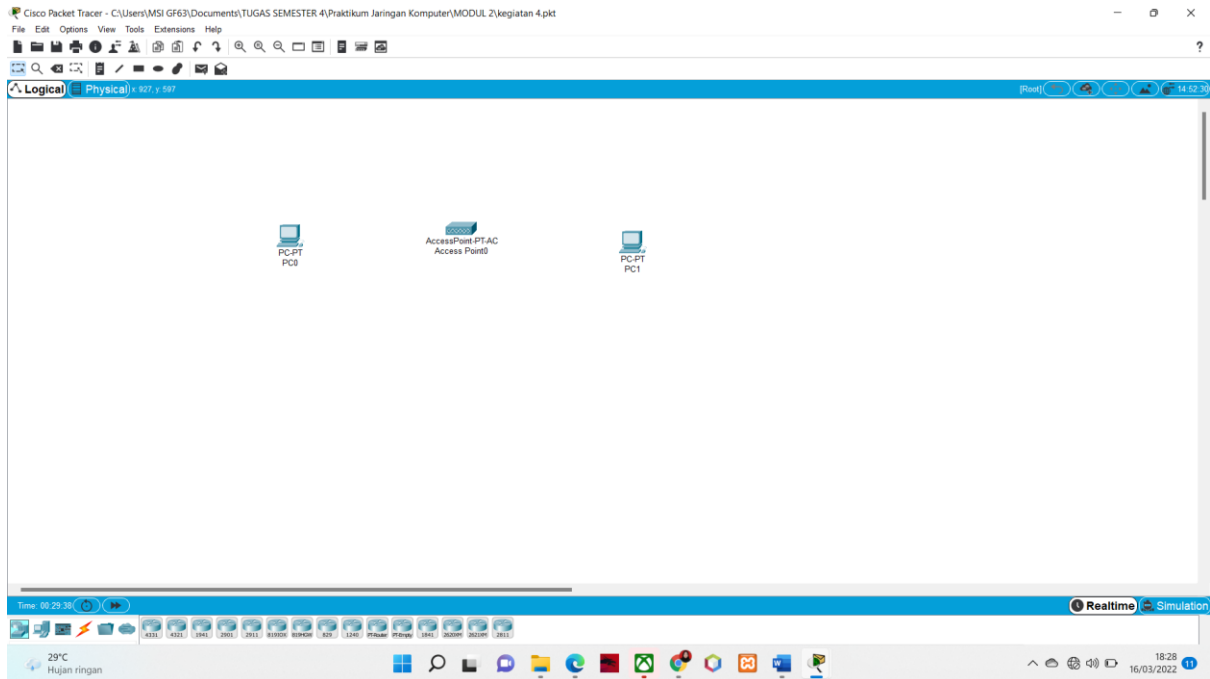 Cisco Packet Tracer - C:\Users\MSI GF63\Documents\TUGAS SEMESTER 4\Praktikum Jaringan Komputer\MODUL 2\kegiatan 4.pkt
File Edit Options View Tools Extensions Help
?
Logical Physical x: 927, y: 597 [Root] 14:52:30
PC-PT
PC0
AccessPoint-PT-AC
Access Point0
PC-PT
PC1
Time: 00:29:38 Realtime Simulation
4331 4321 1941 2901 2911 819IOX 819HGW 829 1240 PT-Router PT-Empty 1841 2620XM 2621XM 2811
29°C
Hujan ringan
18:28
16/03/2022 11